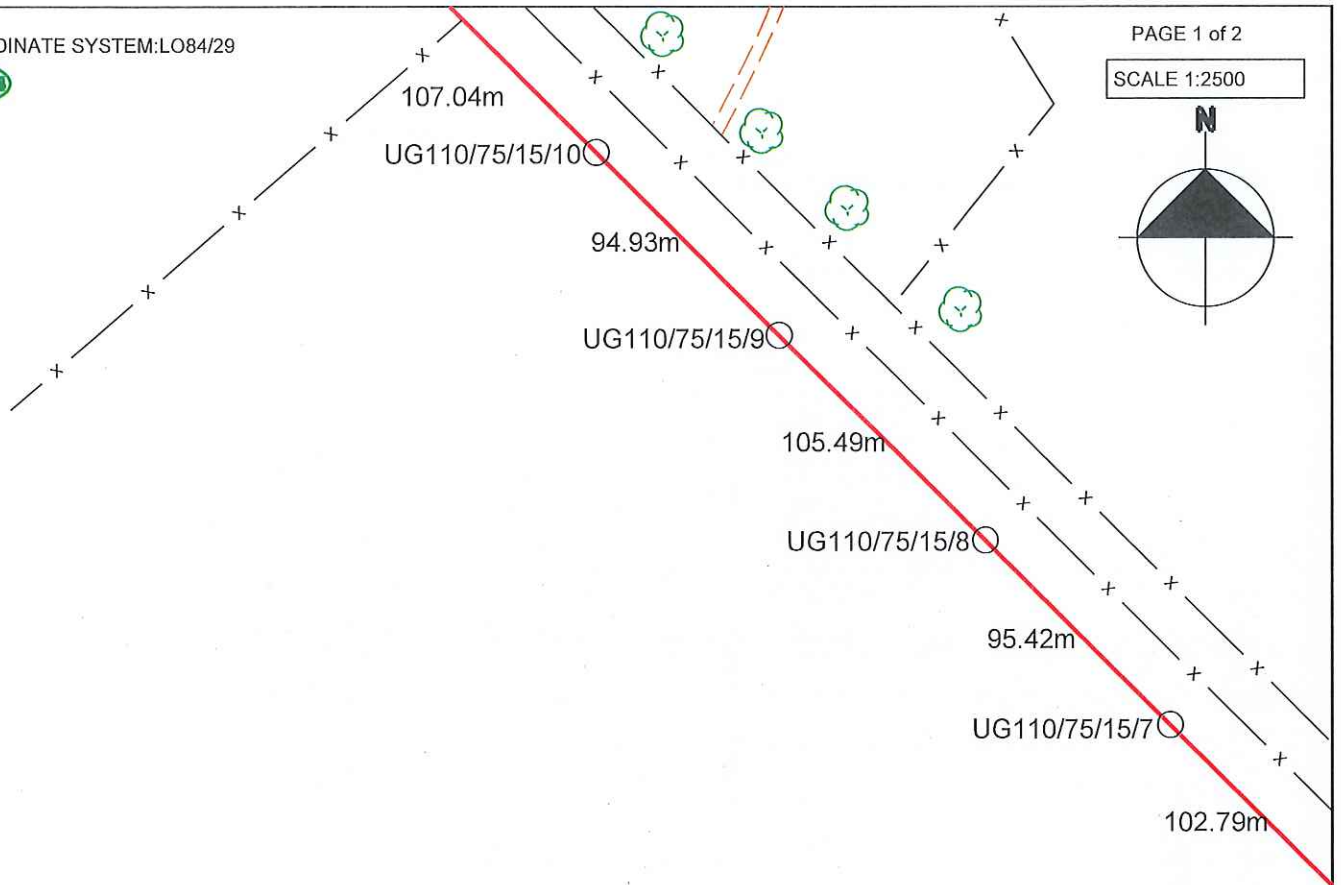 DINATE SYSTEM:LO84/29
PAGE 1 of 2
SCALE 1:2500
N
107.04m
UG110/75/15/10
94.93m
UG110/75/15/9
105.49m
UG110/75/15/8
95.42m
UG110/75/15/7
102.79m